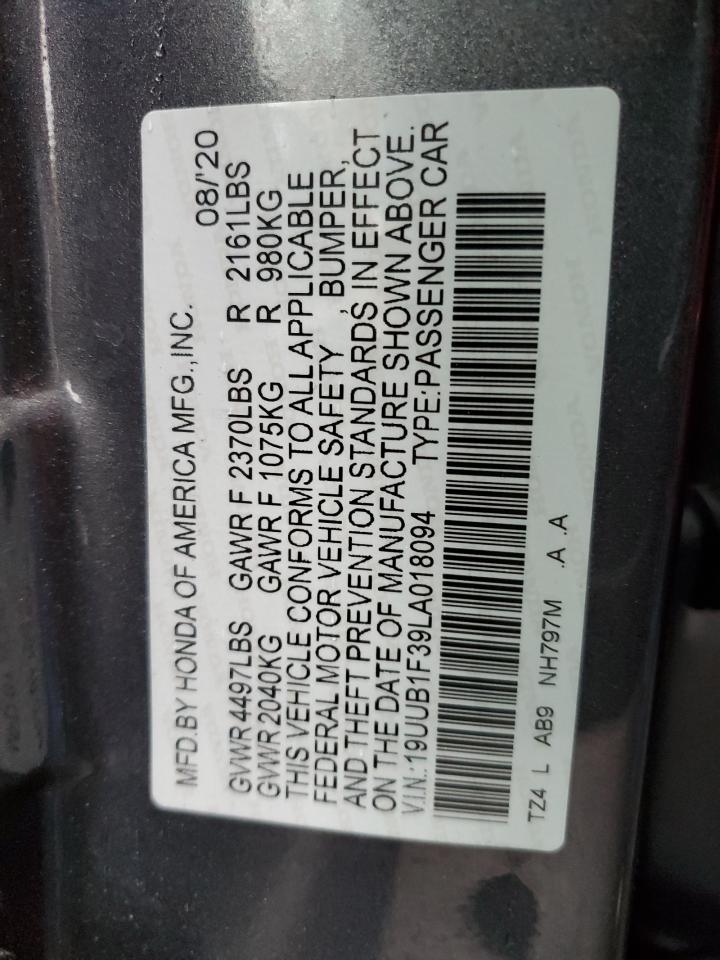 MFD.BY HONDA OF AMERICA MFG.,INC. 08/'20
GVWR 4497LBS GAWR F 2370LBS R 2161LBS
GVWR 2040KG GAWR F 1075KG R 980KG
THIS VEHICLE CONFORMS TO ALL APPLICABLE
FEDERAL MOTOR VEHICLE SAFETY , BUMPER,
AND THEFT PREVENTION STANDARDS IN EFFECT
ON THE DATE OF MANUFACTURE SHOWN ABOVE.
V.I.N.:19UUB1F39LA018094 TYPE:PASSENGER CAR
TZ4 L AB9 NH797M .A .A